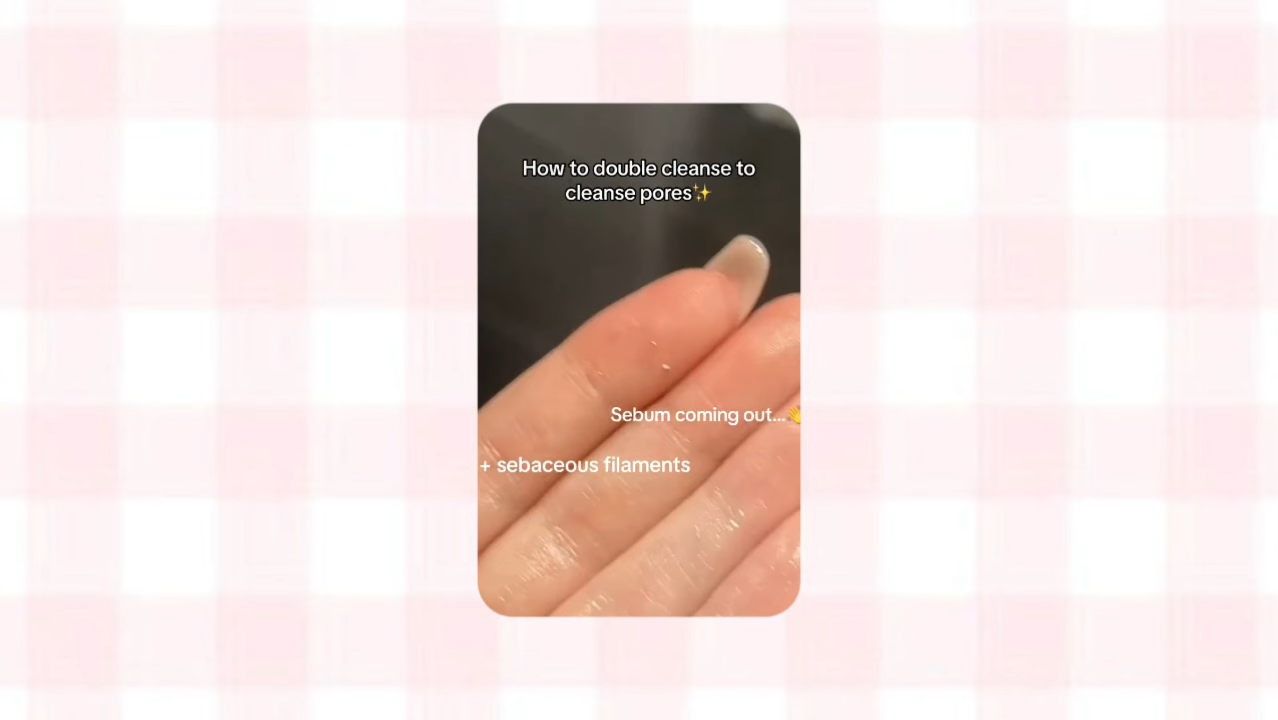 How to double cleanse to
cleanse pores✨
Sebum coming out...👋
+ sebaceous filaments